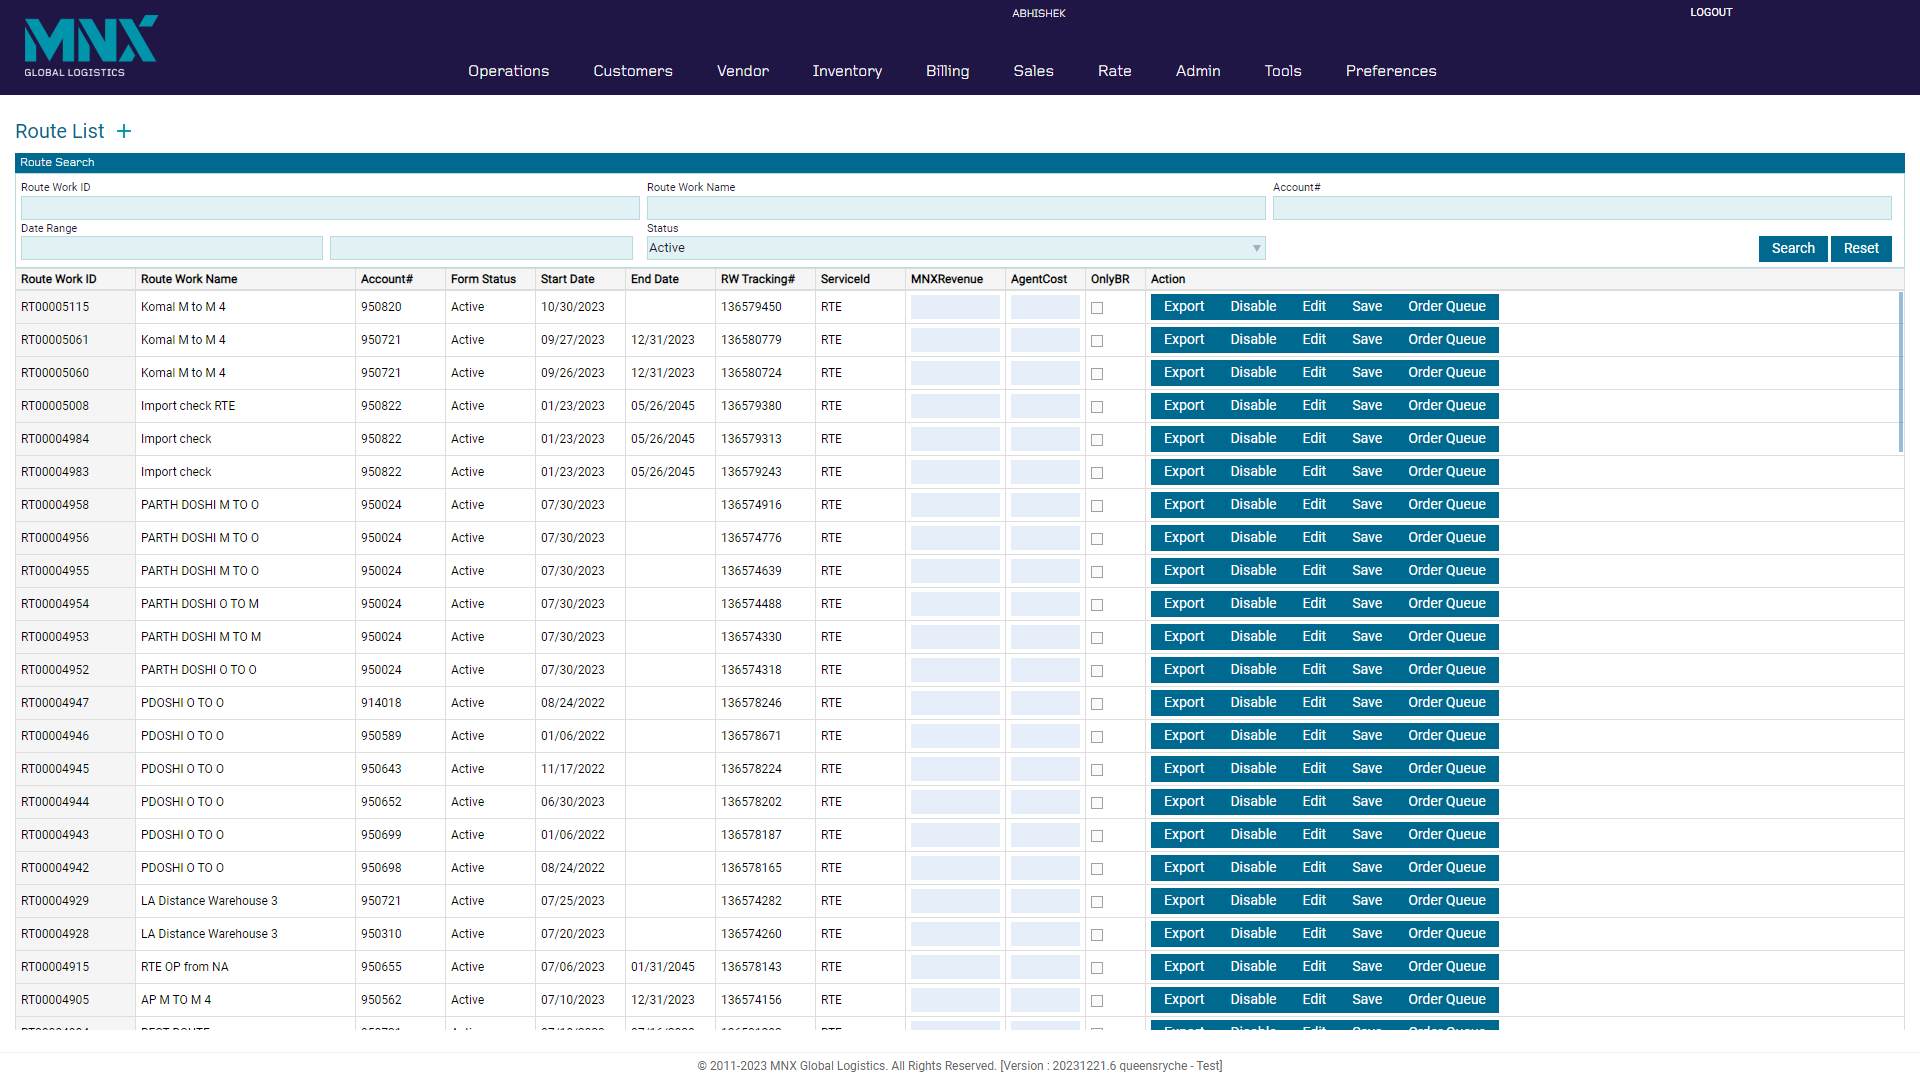 MNX
GLOBAL LOGISTICS
ABHISHEK
LOGOUT
Operations Customers Vendor Inventory Billing Sales Rate Admin Tools Preferences
Route List +
Route Search
Route Work ID Route Work Name Account#
Date Range Status
Active
Search Reset
Route Work ID Route Work Name Account# Form Status Start Date End Date RW Tracking# ServiceId MNXRevenue AgentCost OnlyBR Action
RT00005115 Komal M to M 4 950820 Active 10/30/2023 136579450 RTE Export Disable Edit Save Order Queue
RT00005061 Komal M to M 4 950721 Active 09/27/2023 12/31/2023 136580779 RTE Export Disable Edit Save Order Queue
RT00005060 Komal M to M 4 950721 Active 09/26/2023 12/31/2023 136580724 RTE Export Disable Edit Save Order Queue
RT00005008 Import check RTE 950822 Active 01/23/2023 05/26/2045 136579380 RTE Export Disable Edit Save Order Queue
RT00004984 Import check 950822 Active 01/23/2023 05/26/2045 136579313 RTE Export Disable Edit Save Order Queue
RT00004983 Import check 950822 Active 01/23/2023 05/26/2045 136579243 RTE Export Disable Edit Save Order Queue
RT00004958 PARTH DOSHI M TO O 950024 Active 07/30/2023 136574916 RTE Export Disable Edit Save Order Queue
RT00004956 PARTH DOSHI M TO O 950024 Active 07/30/2023 136574776 RTE Export Disable Edit Save Order Queue
RT00004955 PARTH DOSHI M TO O 950024 Active 07/30/2023 136574639 RTE Export Disable Edit Save Order Queue
RT00004954 PARTH DOSHI O TO M 950024 Active 07/30/2023 136574488 RTE Export Disable Edit Save Order Queue
RT00004953 PARTH DOSHI M TO M 950024 Active 07/30/2023 136574330 RTE Export Disable Edit Save Order Queue
RT00004952 PARTH DOSHI O TO O 950024 Active 07/30/2023 136574318 RTE Export Disable Edit Save Order Queue
RT00004947 PDOSHI O TO O 914018 Active 08/24/2022 136578246 RTE Export Disable Edit Save Order Queue
RT00004946 PDOSHI O TO O 950589 Active 01/06/2022 136578671 RTE Export Disable Edit Save Order Queue
RT00004945 PDOSHI O TO O 950643 Active 11/17/2022 136578224 RTE Export Disable Edit Save Order Queue
RT00004944 PDOSHI O TO O 950652 Active 06/30/2023 136578202 RTE Export Disable Edit Save Order Queue
RT00004943 PDOSHI O TO O 950699 Active 01/06/2022 136578187 RTE Export Disable Edit Save Order Queue
RT00004942 PDOSHI O TO O 950698 Active 08/24/2022 136578165 RTE Export Disable Edit Save Order Queue
RT00004929 LA Distance Warehouse 3 950721 Active 07/25/2023 136574282 RTE Export Disable Edit Save Order Queue
RT00004928 LA Distance Warehouse 3 950310 Active 07/20/2023 136574260 RTE Export Disable Edit Save Order Queue
RT00004915 RTE OP from NA 950655 Active 07/06/2023 01/31/2045 136578143 RTE Export Disable Edit Save Order Queue
RT00004905 AP M TO M 4 950562 Active 07/10/2023 12/31/2023 136574156 RTE Export Disable Edit Save Order Queue
© 2011-2023 MNX Global Logistics. All Rights Reserved. [Version : 20231221.6 queensryche - Test]